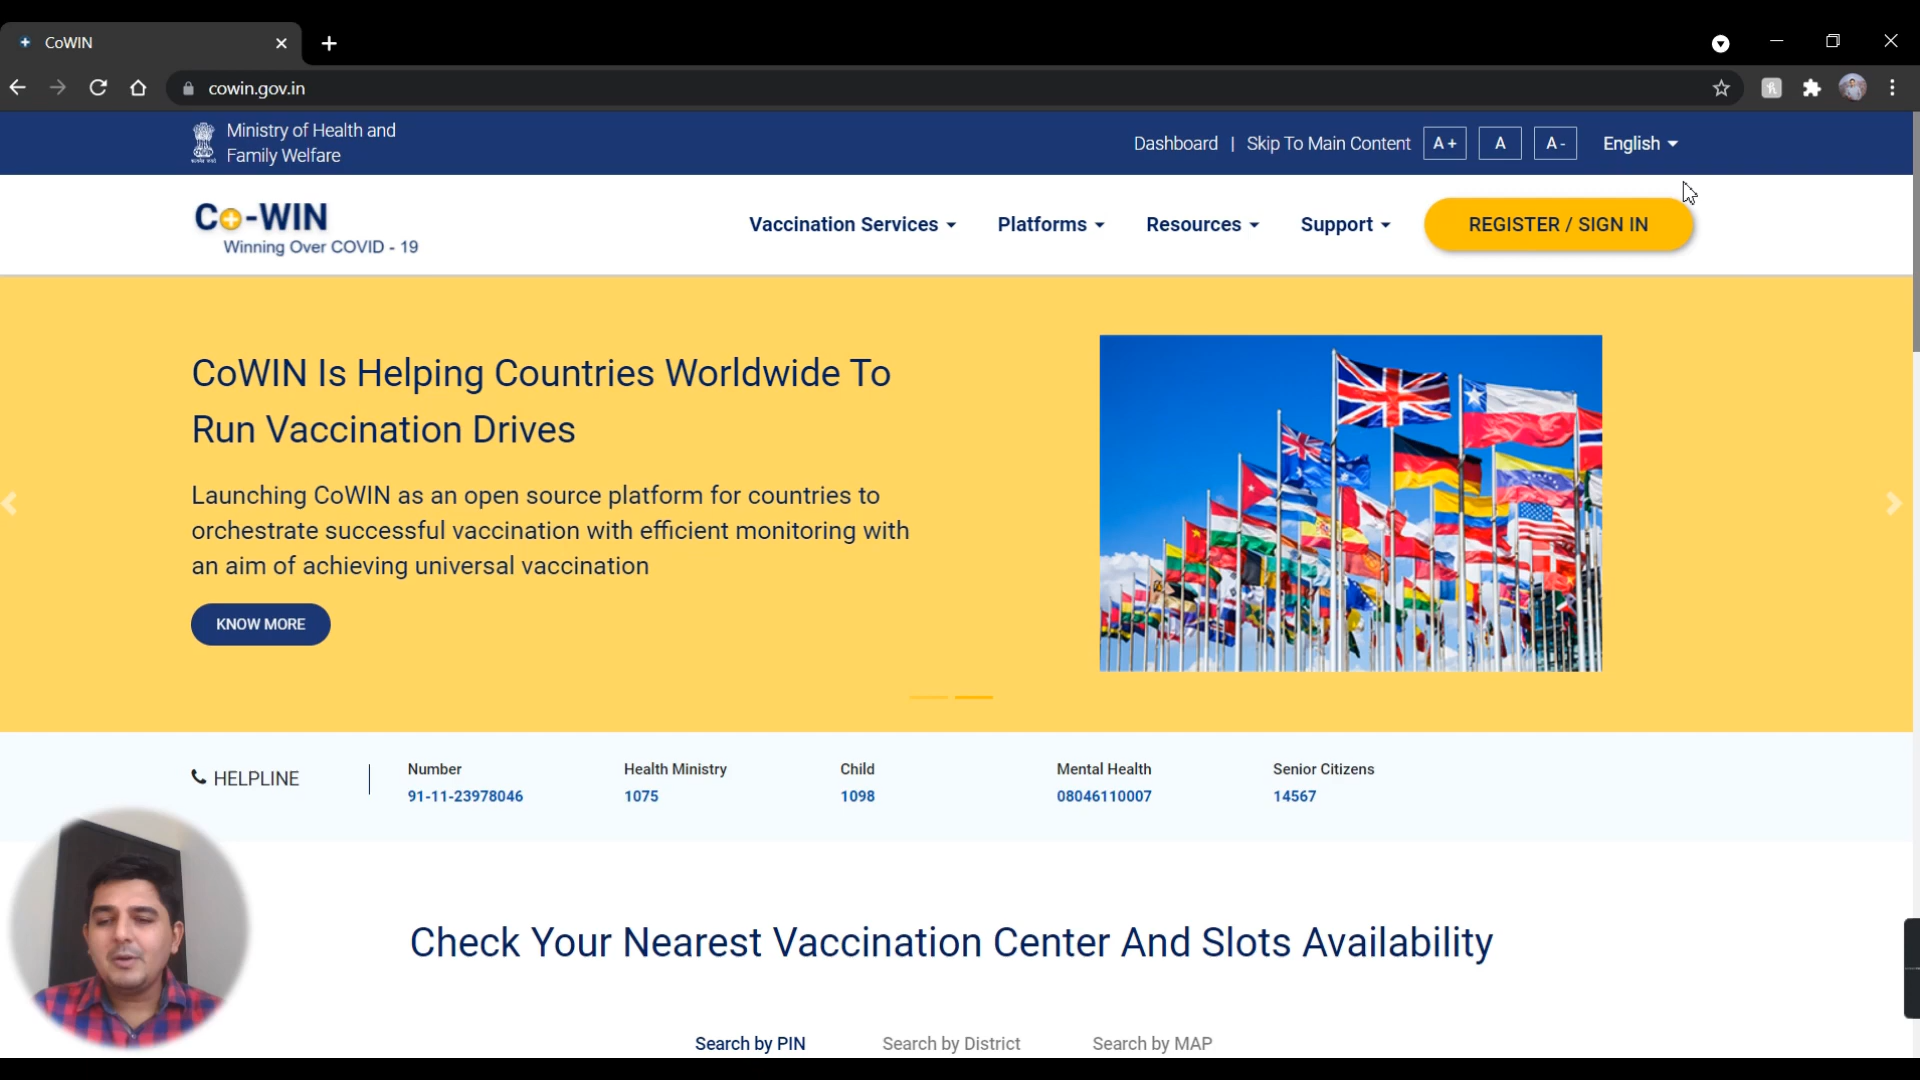 CoWIN
cowin.gov.in
Ministry of Health and
Family Welfare
Dashboard | Skip To Main Content A+ A A- English
Co-WIN
Winning Over COVID - 19
Vaccination Services Platforms Resources Support REGISTER / SIGN IN
CoWIN Is Helping Countries Worldwide To
Run Vaccination Drives
Launching CoWIN as an open source platform for countries to
orchestrate successful vaccination with efficient monitoring with
an aim of achieving universal vaccination
KNOW MORE
HELPLINE
Number
91-11-23978046
Health Ministry
1075
Child
1098
Mental Health
08046110007
Senior Citizens
14567
Check Your Nearest Vaccination Center And Slots Availability
Search by PIN Search by District Search by MAP